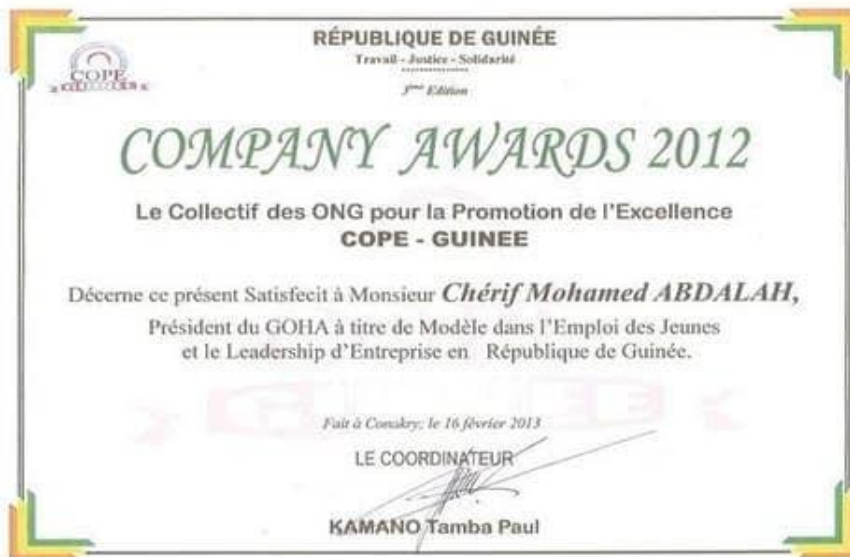 RÉPUBLIQUE DE GUINÉE
Travail - Justice - Solidarité
3ème Edition
COPE
GUINEE
COMPANY AWARDS 2012
Le Collectif des ONG pour la Promotion de l'Excellence
COPE - GUINEE
Décerne ce présent Satisfecit à Monsieur Chérif Mohamed ABDALAH,
Président du GOHA à titre de Modèle dans l'Emploi des Jeunes
et le Leadership d'Entreprise en République de Guinée.
Fait à Conakry; le 16 février 2013
LE COORDINATEUR
KAMANO Tamba Paul